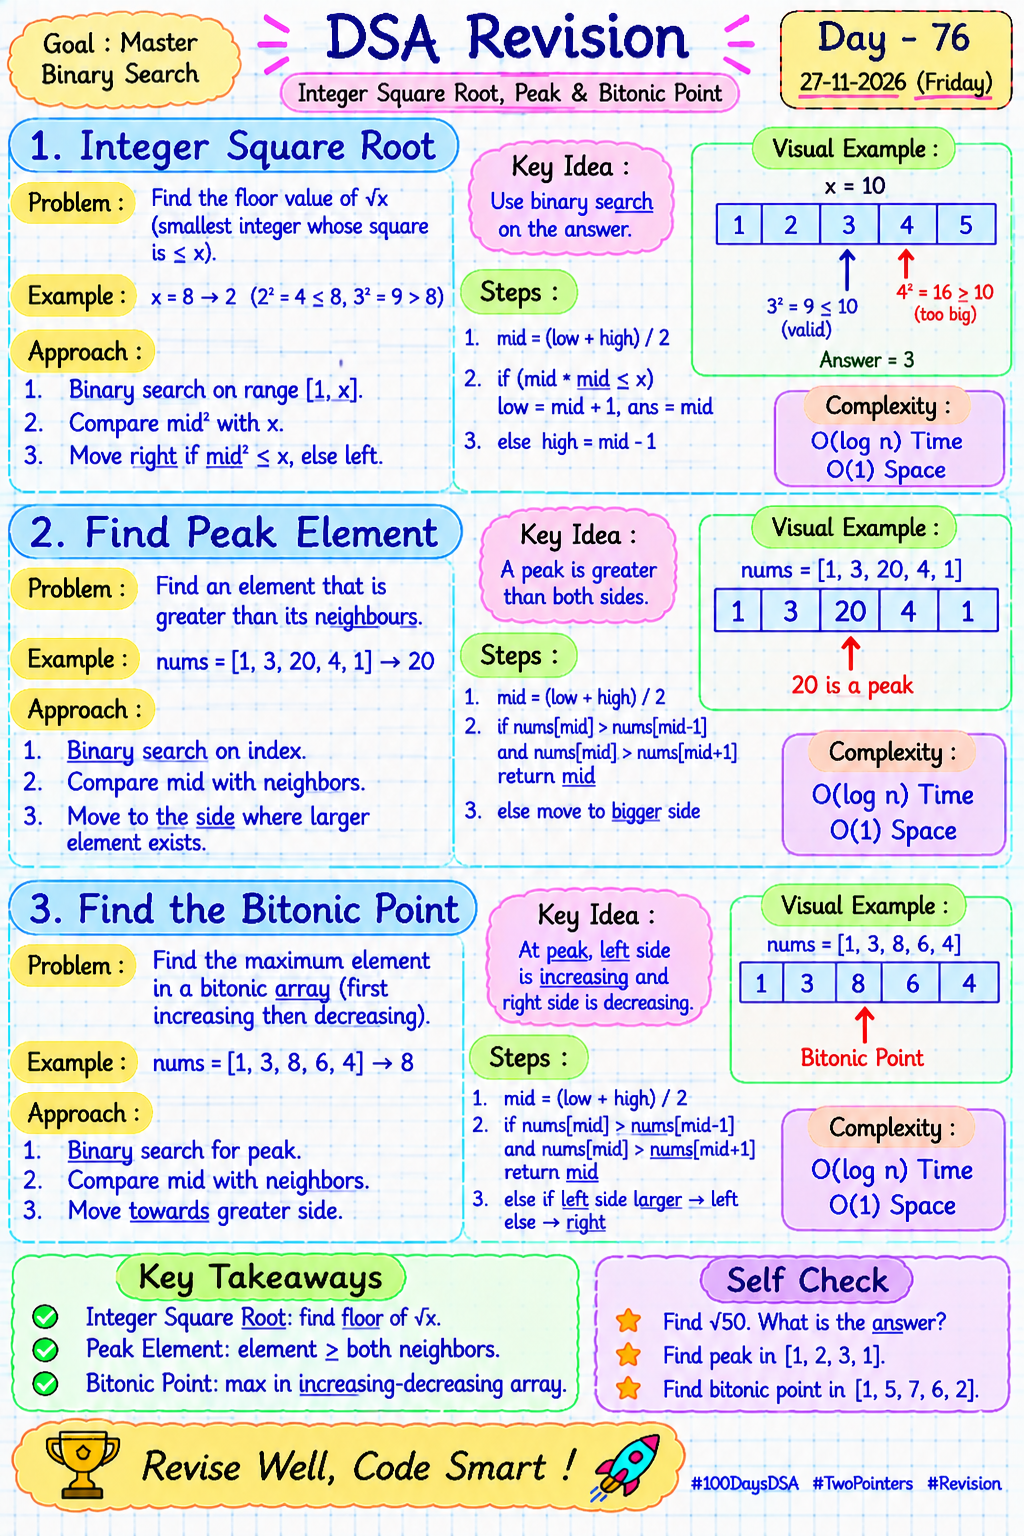 Goal : Master
Binary Search
DSA Revision
Integer Square Root, Peak & Bitonic Point
Day - 76
27-11-2026 (Friday)
1. Integer Square Root
Problem :
Find the floor value of √x
(smallest integer whose square
is ≤ x).
Example :
x = 8 → 2 (2² = 4 ≤ 8, 3² = 9 > 8)
Approach :
1. Binary search on range [1, x].
2. Compare mid² with x.
3. Move right if mid² ≤ x, else left.
Key Idea :
Use binary search
on the answer.
Steps :
1. mid = (low + high) / 2
2. if (mid * mid ≤ x)
low = mid + 1, ans = mid
3. else high = mid - 1
Visual Example :
x = 10
1 2 3 4 5
3² = 9 ≤ 10
(valid)
4² = 16 ≥ 10
(too big)
Answer = 3
Complexity :
O(log n) Time
O(1) Space
2. Find Peak Element
Problem :
Find an element that is
greater than its neighbours.
Example :
nums = [1, 3, 20, 4, 1] → 20
Approach :
1. Binary search on index.
2. Compare mid with neighbors.
3. Move to the side where larger
element exists.
Key Idea :
A peak is greater
than both sides.
Steps :
1. mid = (low + high) / 2
2. if nums[mid] > nums[mid-1]
and nums[mid] > nums[mid+1]
return mid
3. else move to bigger side
Visual Example :
nums = [1, 3, 20, 4, 1]
1 3 20 4 1
20 is a peak
Complexity :
O(log n) Time
O(1) Space
3. Find the Bitonic Point
Problem :
Find the maximum element
in a bitonic array (first
increasing then decreasing).
Example :
nums = [1, 3, 8, 6, 4] → 8
Approach :
1. Binary search for peak.
2. Compare mid with neighbors.
3. Move towards greater side.
Key Idea :
At peak, left side
is increasing and
right side is decreasing.
Steps :
1. mid = (low + high) / 2
2. if nums[mid] > nums[mid-1]
and nums[mid] > nums[mid+1]
return mid
3. else if left side larger → left
else → right
Visual Example :
nums = [1, 3, 8, 6, 4]
1 3 8 6 4
Bitonic Point
Complexity :
O(log n) Time
O(1) Space
Key Takeaways
Integer Square Root: find floor of √x.
Peak Element: element ≥ both neighbors.
Bitonic Point: max in increasing-decreasing array.
Self Check
Find √50. What is the answer?
Find peak in [1, 2, 3, 1].
Find bitonic point in [1, 5, 7, 6, 2].
Revise Well, Code Smart !
#100DaysDSA #TwoPointers #Revision